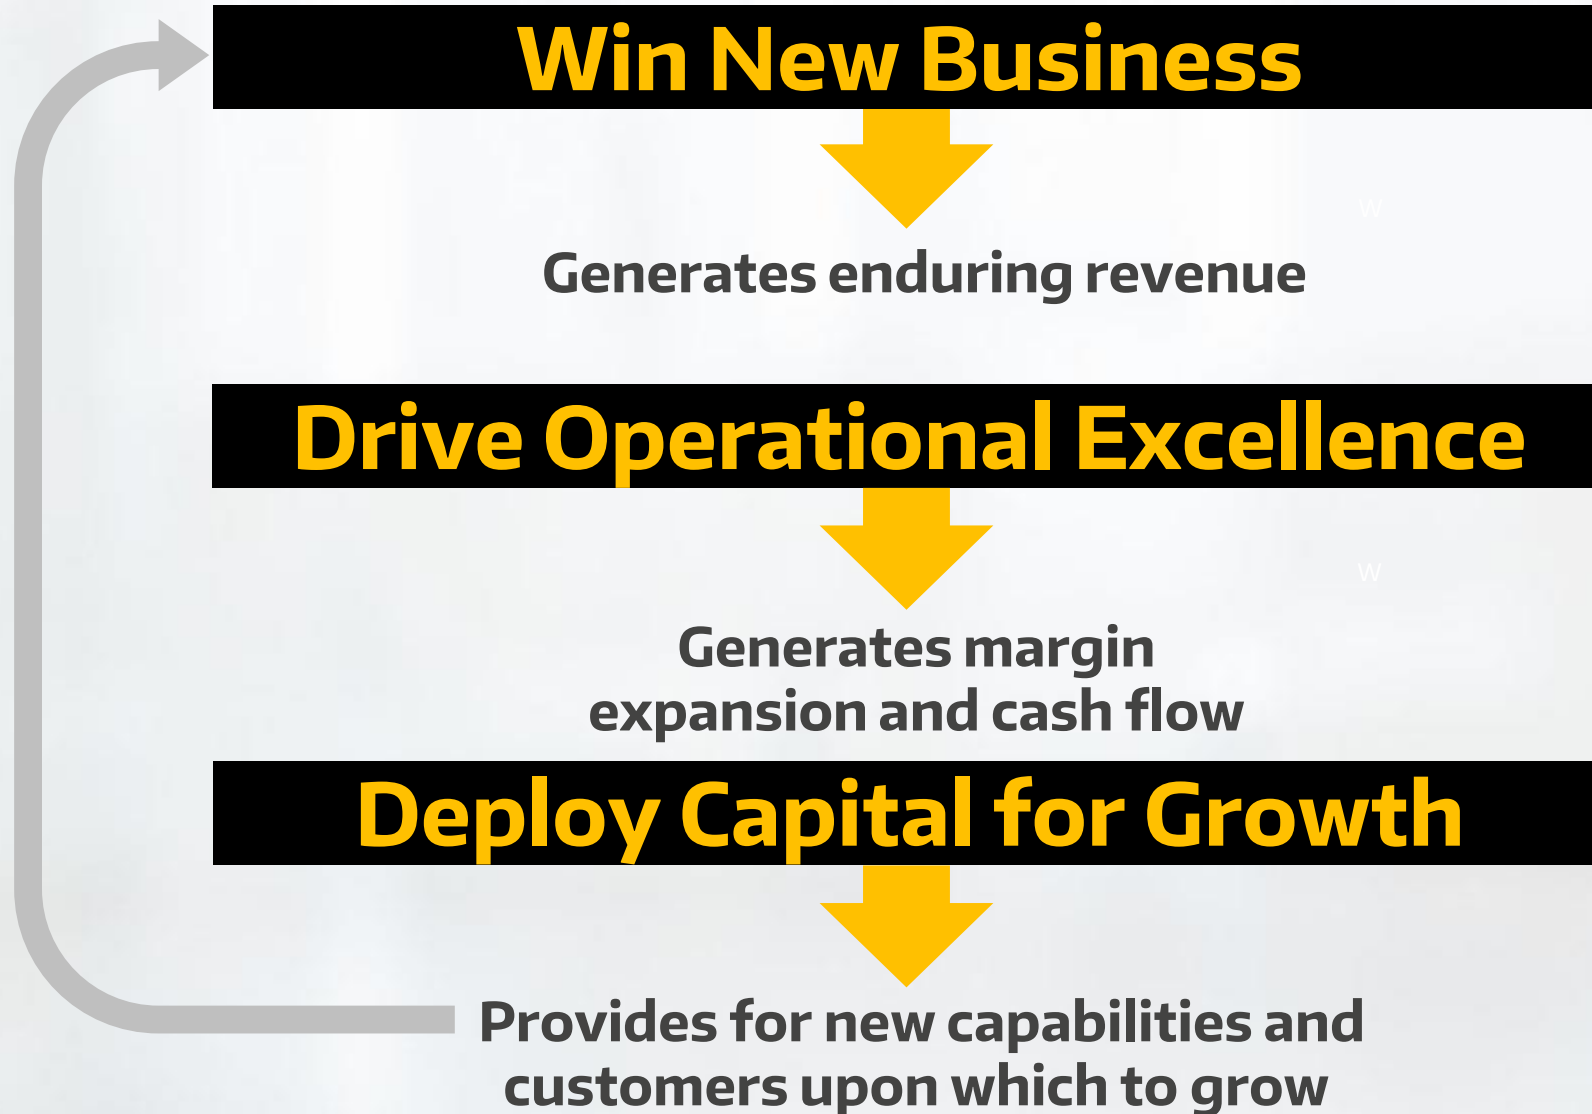 Win New Business
w
Generates enduring revenue
Drive Operational Excellence
w
Generates margin
expansion and cash flow
Deploy Capital for Growth
Provides for new capabilities and
customers upon which to grow